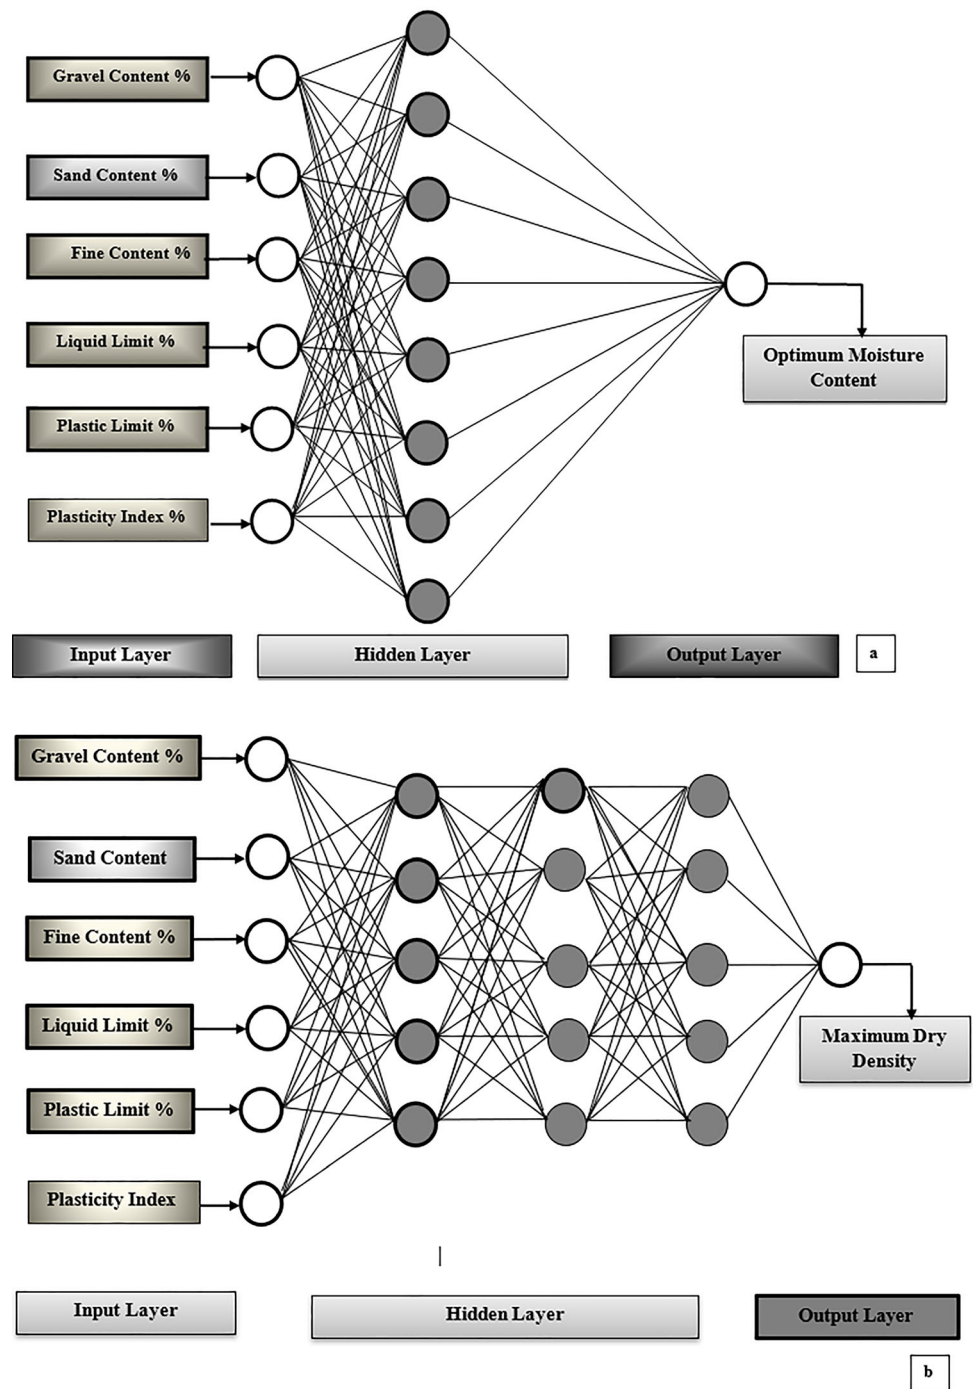 Gravel Content %
Sand Content %
Fine Content %
Liquid Limit %
Plastic Limit %
Plasticity Index %
Optimum Moisture
Content
Input Layer
Hidden Layer
Output Layer
a
Gravel Content %
Sand Content
Fine Content %
Liquid Limit %
Plastic Limit %
Plasticity Index
Maximum Dry
Density
Input Layer
Hidden Layer
Output Layer
b